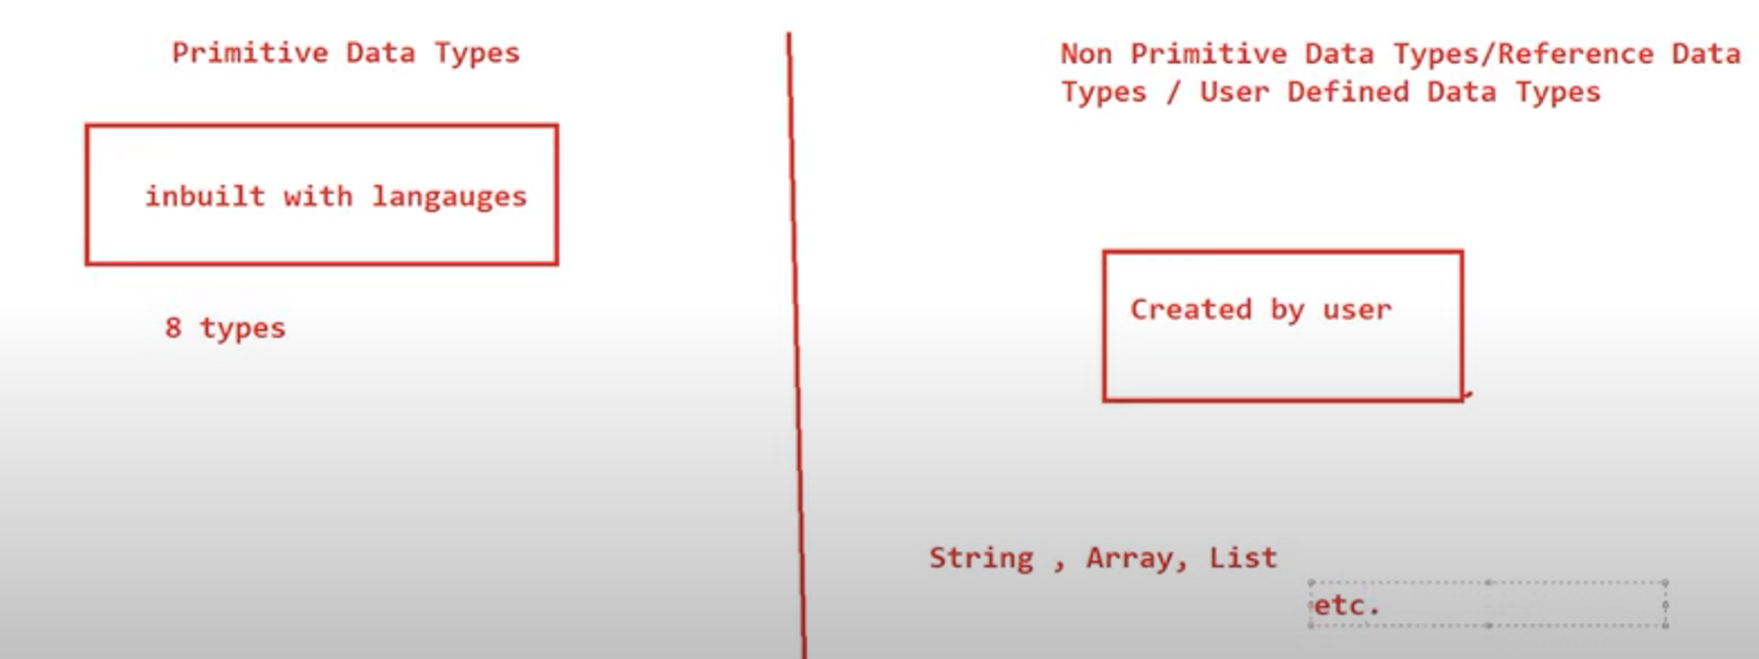 Primitive Data Types
inbuilt with langauges
8 types
Non Primitive Data Types/Reference Data
Types / User Defined Data Types
Created by user
String , Array, List
etc.